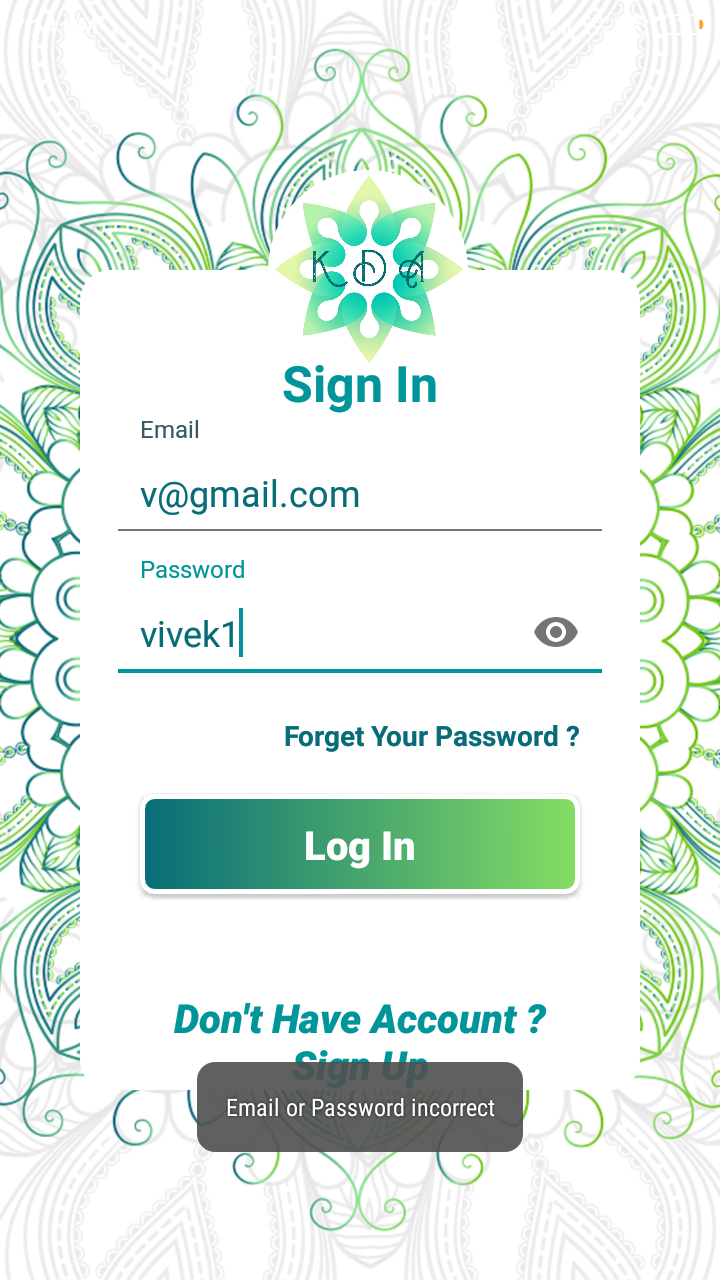 KDA
Sign In
Email
v@gmail.com
Password
vivek1
Forget Your Password ?
Log In
Don't Have Account ?
Sign Up
Email or Password incorrect